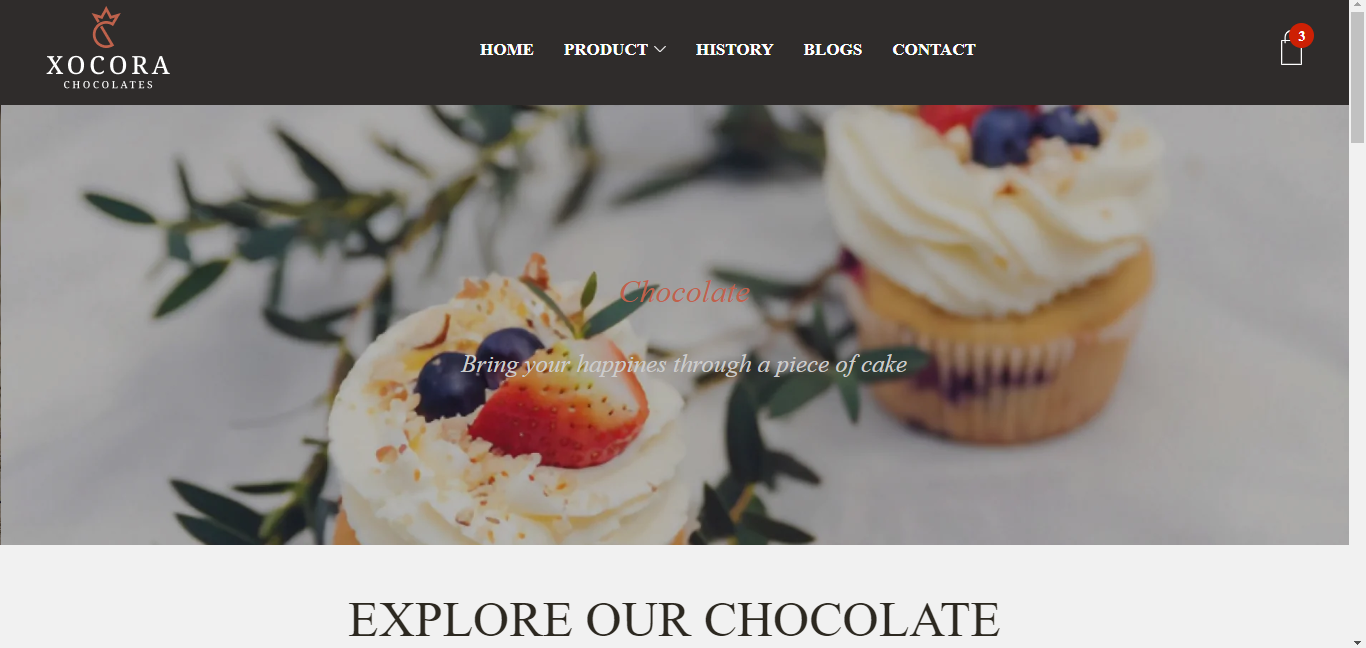 XOCORA
CHOCOLATES
HOME PRODUCT HISTORY BLOGS CONTACT
3
Chocolate
Bring your happines through a piece of cake
EXPLORE OUR CHOCOLATE